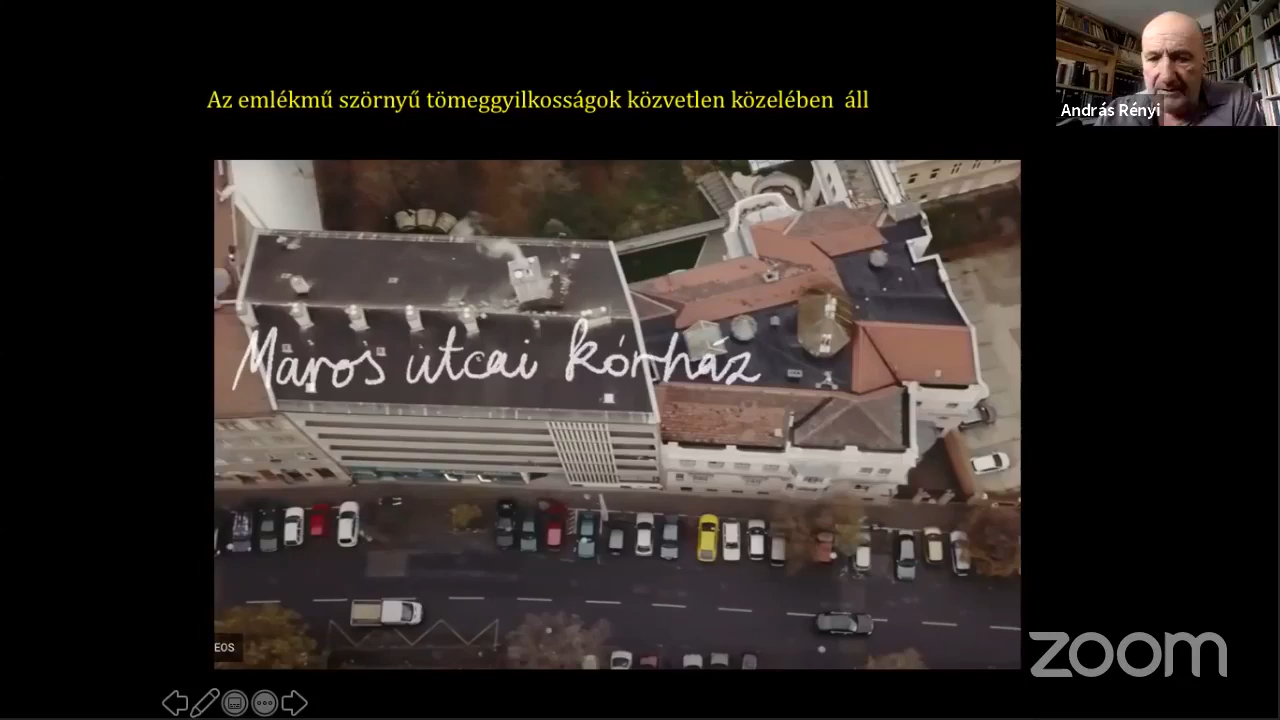 Az emlékmű szörnyű tömeggyilkosságok közvetlen közelében áll
András Rényi
Maros utcai kórház
EOS
zoom